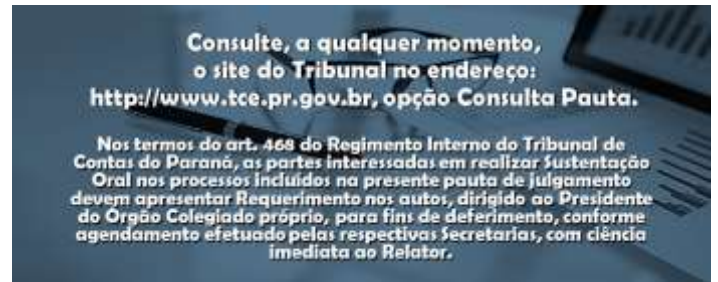 Consulte, a qualquer momento,
o site do Tribunal no endereço:
http://www.tce.pr.gov.br, opção Consulta Pauta.
Nos termos do art. 468 do Regimento Interno do Tribunal de
Contas do Paraná, as partes interessadas em realizar Sustentação
Oral nos processos incluídos na presente pauta de julgamento
devem apresentar Requerimento nos autos, dirigido ao Presidente
do Órgão Colegiado próprio, para fins de deferimento, conforme
agendamento efetuado pelas respectivas Secretarias, com ciência
imediata ao Relator.